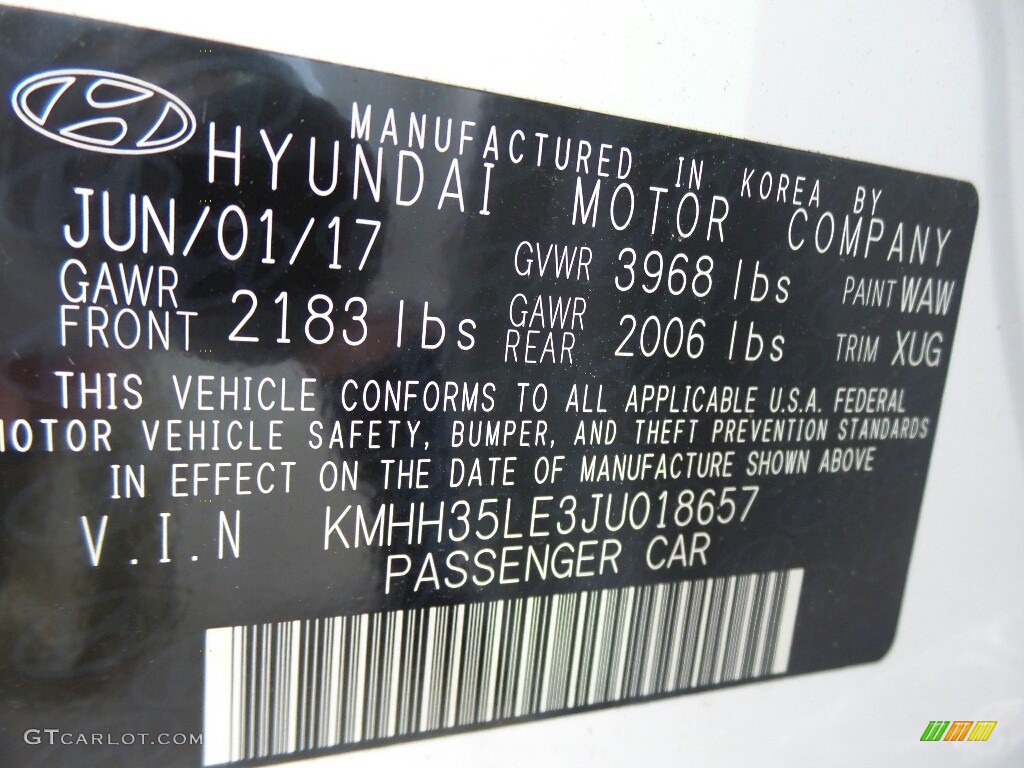 MANUFACTURED IN KOREA BY
HYUNDAI MOTOR COMPANY
JUN/01/17 GVWR 3968 lbs PAINT WAW
GAWR FRONT 2183 lbs GAWR REAR 2006 lbs TRIM XUG
THIS VEHICLE CONFORMS TO ALL APPLICABLE U.S.A. FEDERAL
MOTOR VEHICLE SAFETY, BUMPER, AND THEFT PREVENTION STANDARDS
IN EFFECT ON THE DATE OF MANUFACTURE SHOWN ABOVE
V.I.N KMHH35LE3JU018657
PASSENGER CAR
GTCARLOT.COM